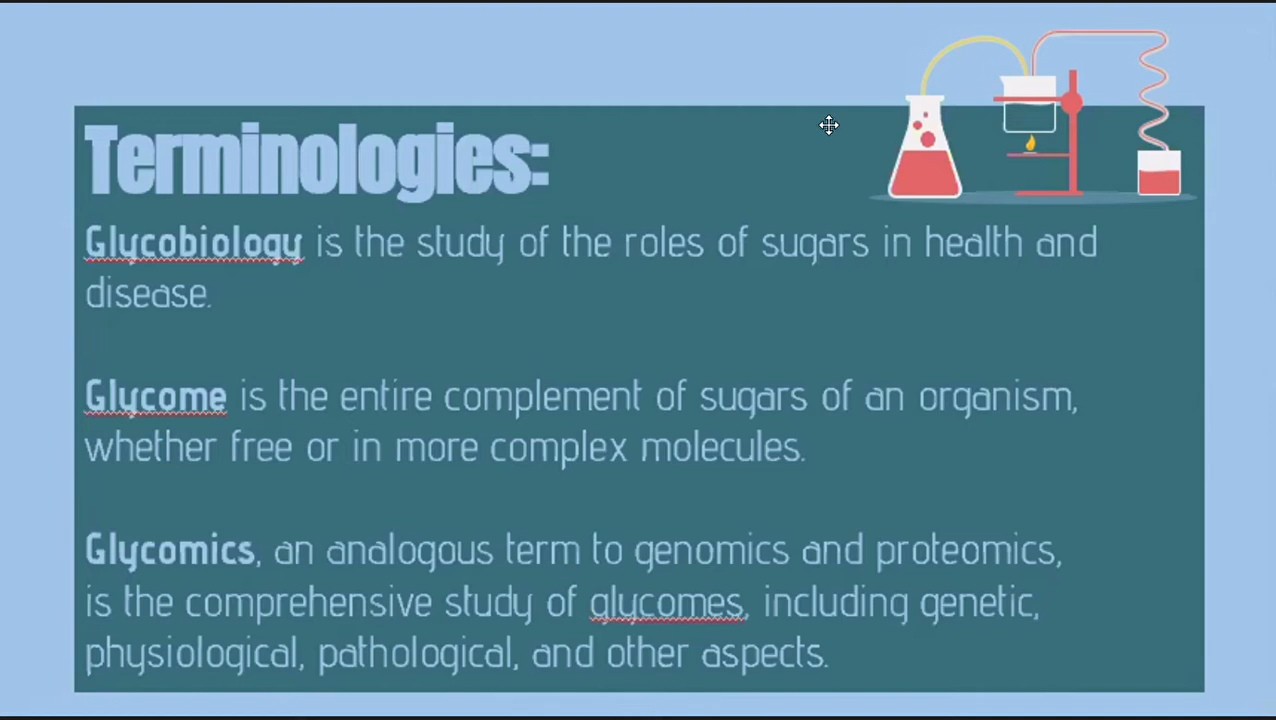 Terminologies:
Glycobiology is the study of the roles of sugars in health and
disease.
Glycome is the entire complement of sugars of an organism,
whether free or in more complex molecules.
Glycomics, an analogous term to genomics and proteomics,
is the comprehensive study of glycomes, including genetic,
physiological, pathological, and other aspects.